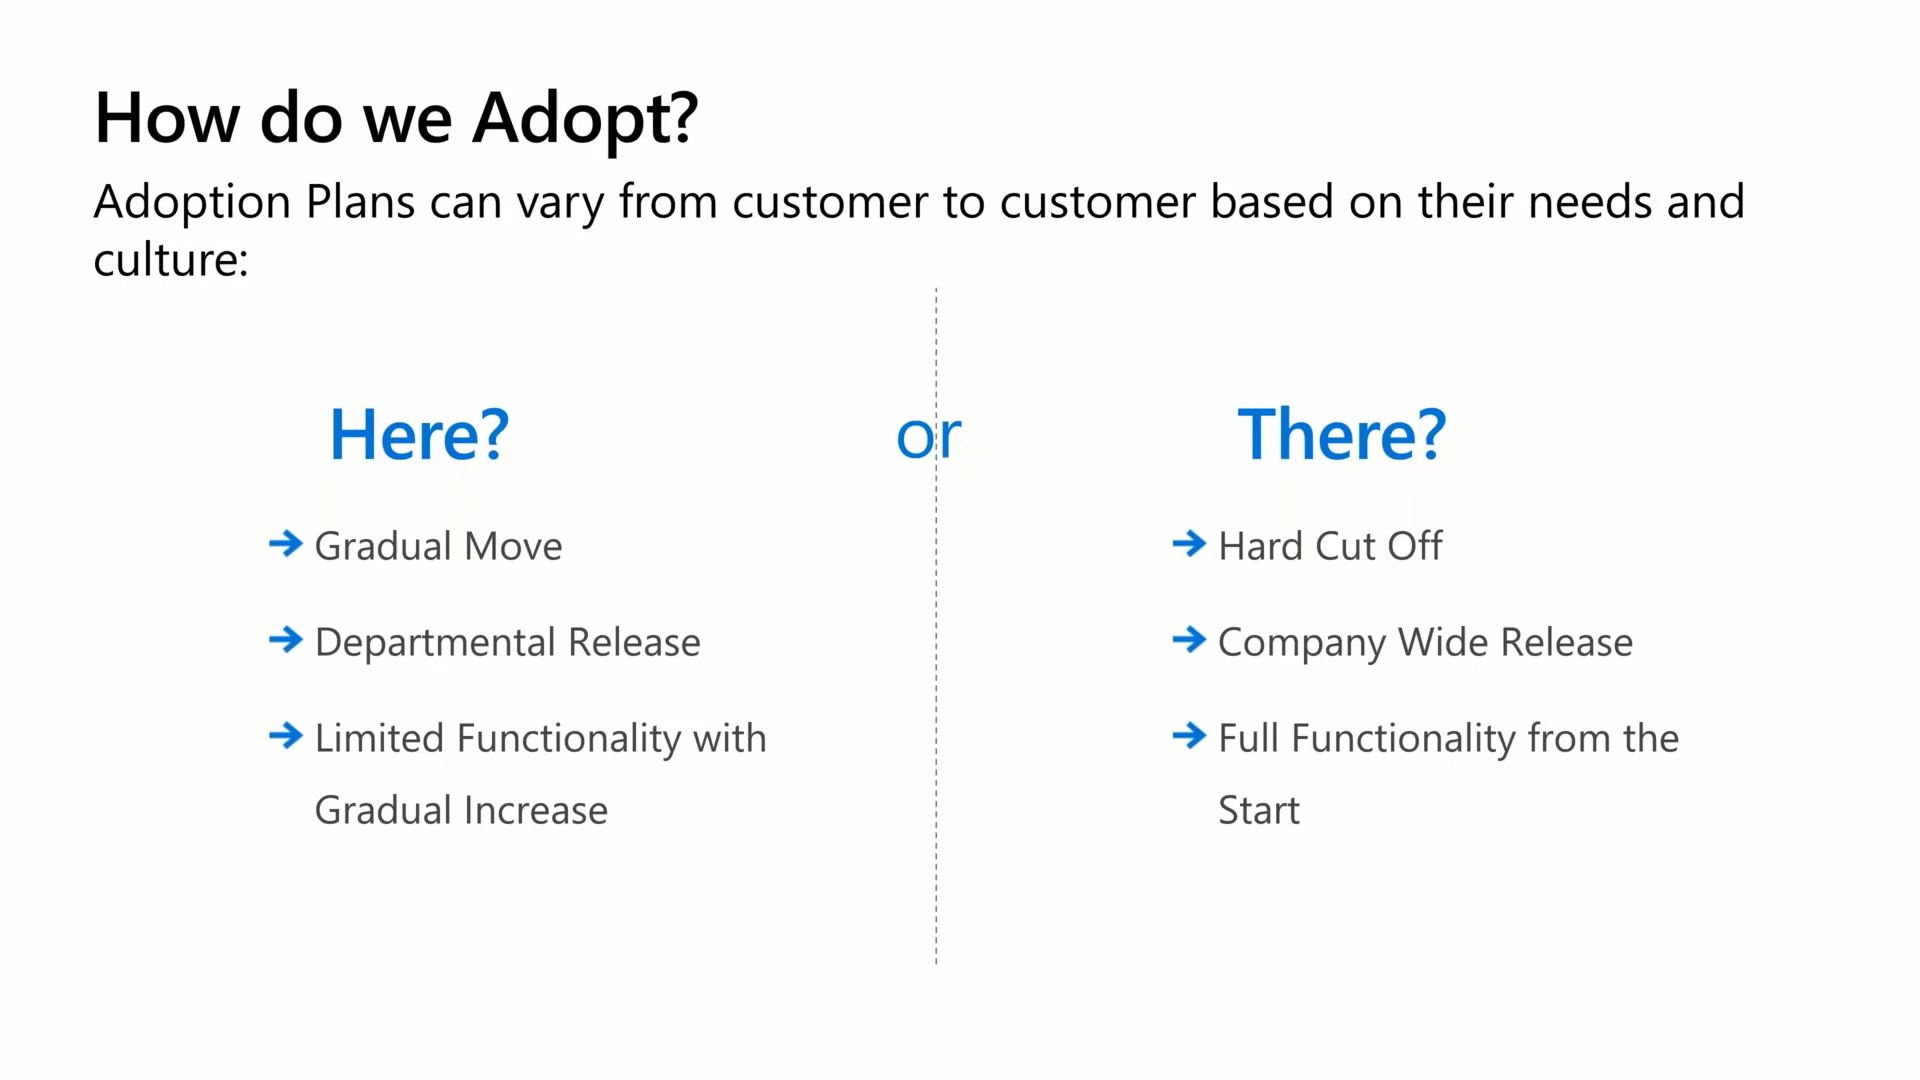 How do we Adopt?
Adoption Plans can vary from customer to customer based on their needs and
culture:
Here?
or
There?
Gradual Move
Departmental Release
Limited Functionality with
Gradual Increase
Hard Cut Off
Company Wide Release
Full Functionality from the
Start